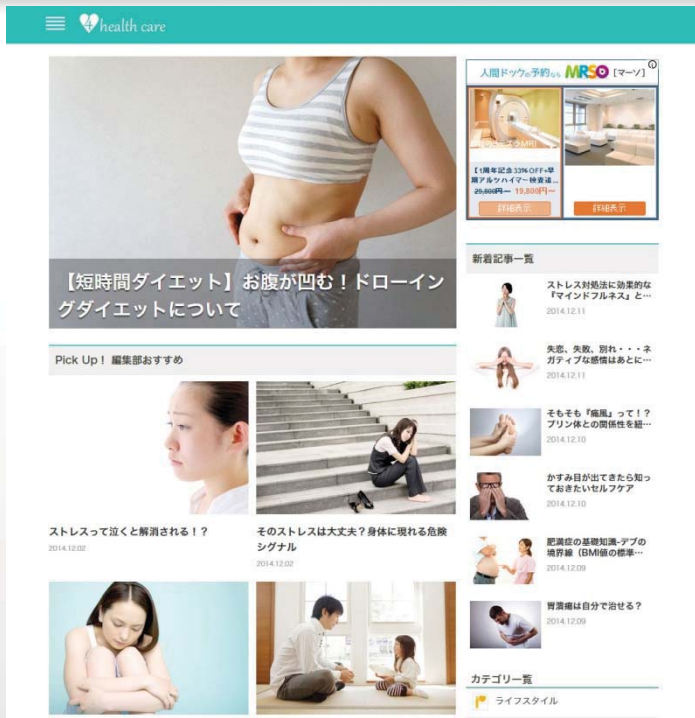 4 health care
【短時間ダイエット】お腹が凹む！ドローイン
グダイエットについて
Pick Up！ 編集部おすすめ
ストレスって泣くと解消される！？
2014.12.02
そのストレスは大丈夫？身体に現れる危険
シグナル
2014.12.02
人間ドックの予約なら MRSO [マーソ]
【1周年記念33%OFF+早
期アルツハイマー検査追...
29,800円～ 19,800円～
詳細表示
詳細表示
新着記事一覧
ストレス対処法に効果的な
『マインドフルネス』と…
2014.12.11
失恋、失敗、別れ・・・ネ
ガティブな感情はあとに…
2014.12.11
そもそも『痛風』って！？
プリン体との関係性を紐…
2014.12.10
かすみ目が出てきたら知っ
ておきたいセルフケア
2014.12.10
肥満症の基礎知識-デブの
境界線（BMI値の標準…
2014.12.09
胃潰瘍は自分で治せる？
2014.12.09
カテゴリ一覧
ライフスタイル